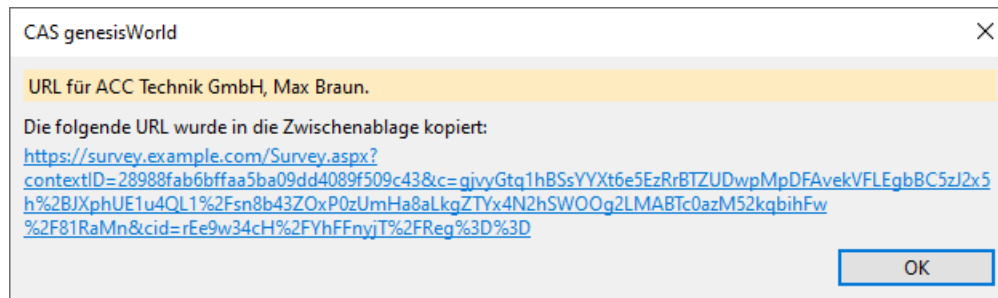 CAS genesisWorld
URL für ACC Technik GmbH, Max Braun.
Die folgende URL wurde in die Zwischenablage kopiert:
https://survey.example.com/Survey.aspx?
contextID=28988fab6bffaa5ba09dd4089f509c43&c=gjvyGtq1hBSsYYXt6e5EzRrBTZUDwpMpDFAvekVFLEgbBC5zJ2x5
h%2BJXphUE1u4QL1%2Fsn8b43ZOxP0zUmHa8aLkgZTYx4N2hSWOOg2LMABTc0azM52kqbihFw
%2F81RaMn&cid=rEe9w34cH%2FYhFFnyjT%2FReg%3D%3D
OK